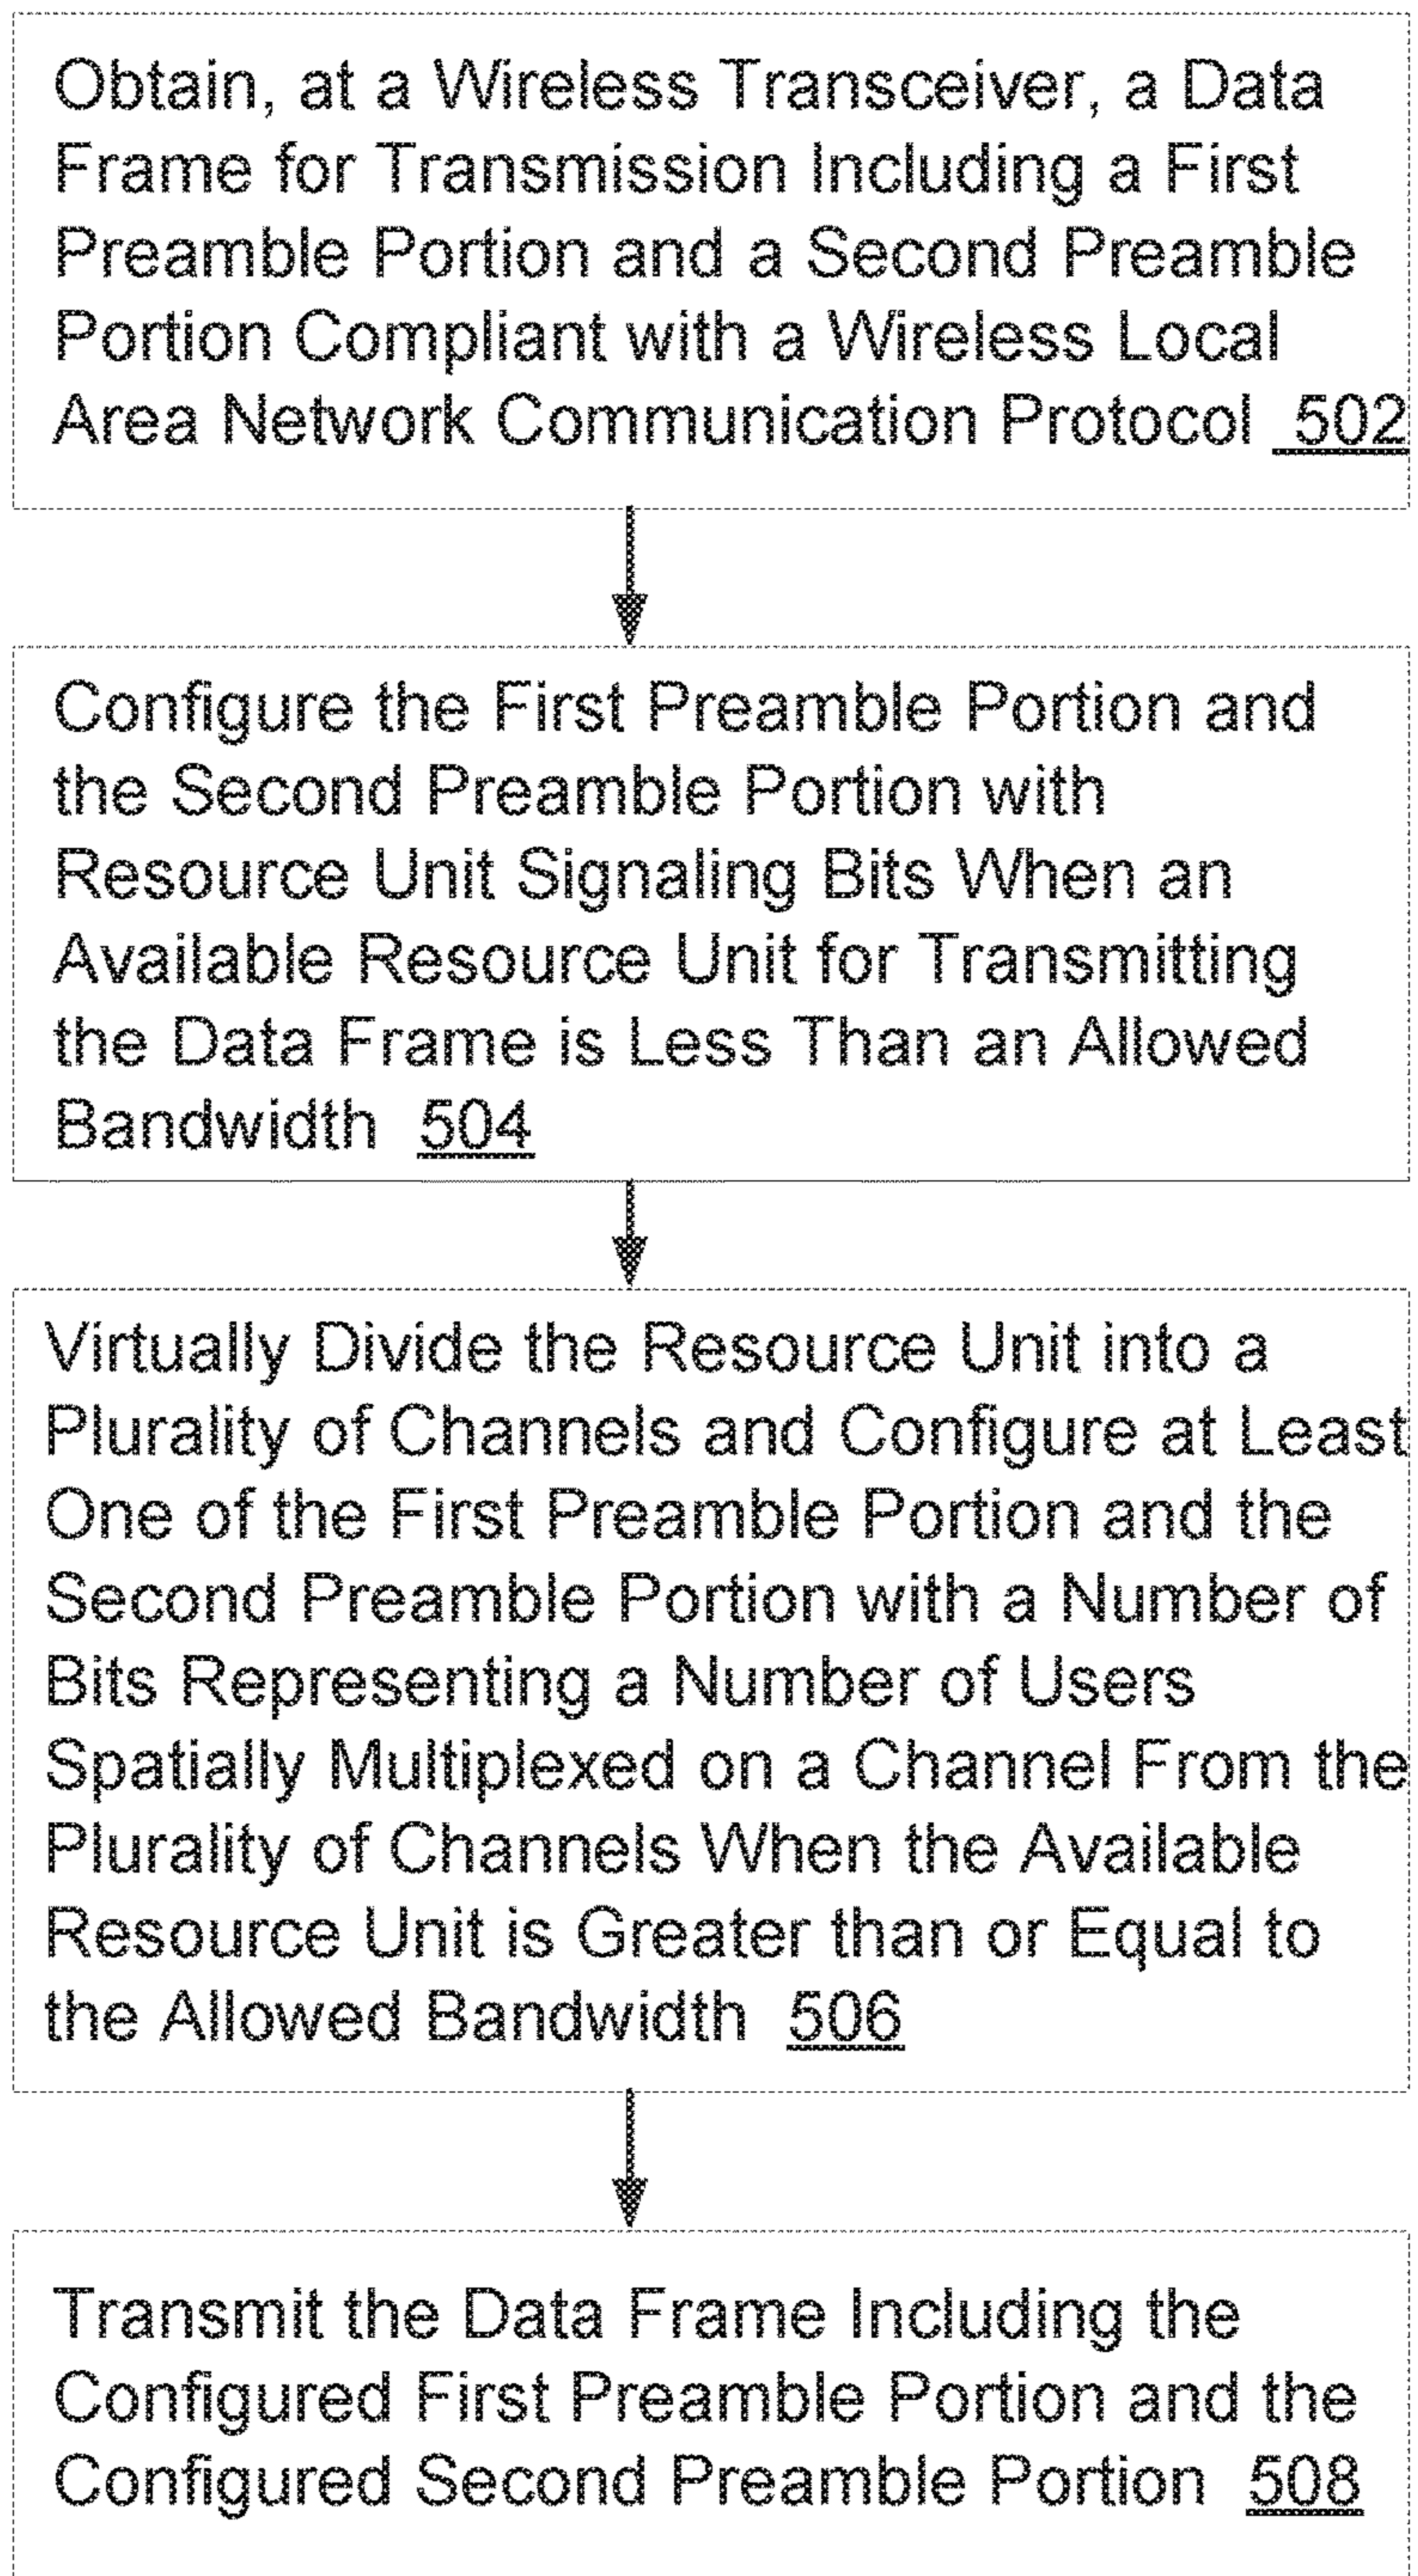 Obtain, at a Wireless Transceiver, a Data
Frame for Transmission Including a First
Preamble Portion and a Second Preamble
Portion Compliant with a Wireless Local
Area Network Communication Protocol 502
Configure the First Preamble Portion and
the Second Preamble Portion with
Resource Unit Signaling Bits When an
Available Resource Unit for Transmitting
the Data Frame is Less Than an Allowed
Bandwidth 504
Virtually Divide the Resource Unit into a
Plurality of Channels and Configure at Least
One of the First Preamble Portion and the
Second Preamble Portion with a Number of
Bits Representing a Number of Users
Spatially Multiplexed on a Channel From the
Plurality of Channels When the Available
Resource Unit is Greater than or Equal to
the Allowed Bandwidth 506
Transmit the Data Frame Including the
Configured First Preamble Portion and the
Configured Second Preamble Portion 508